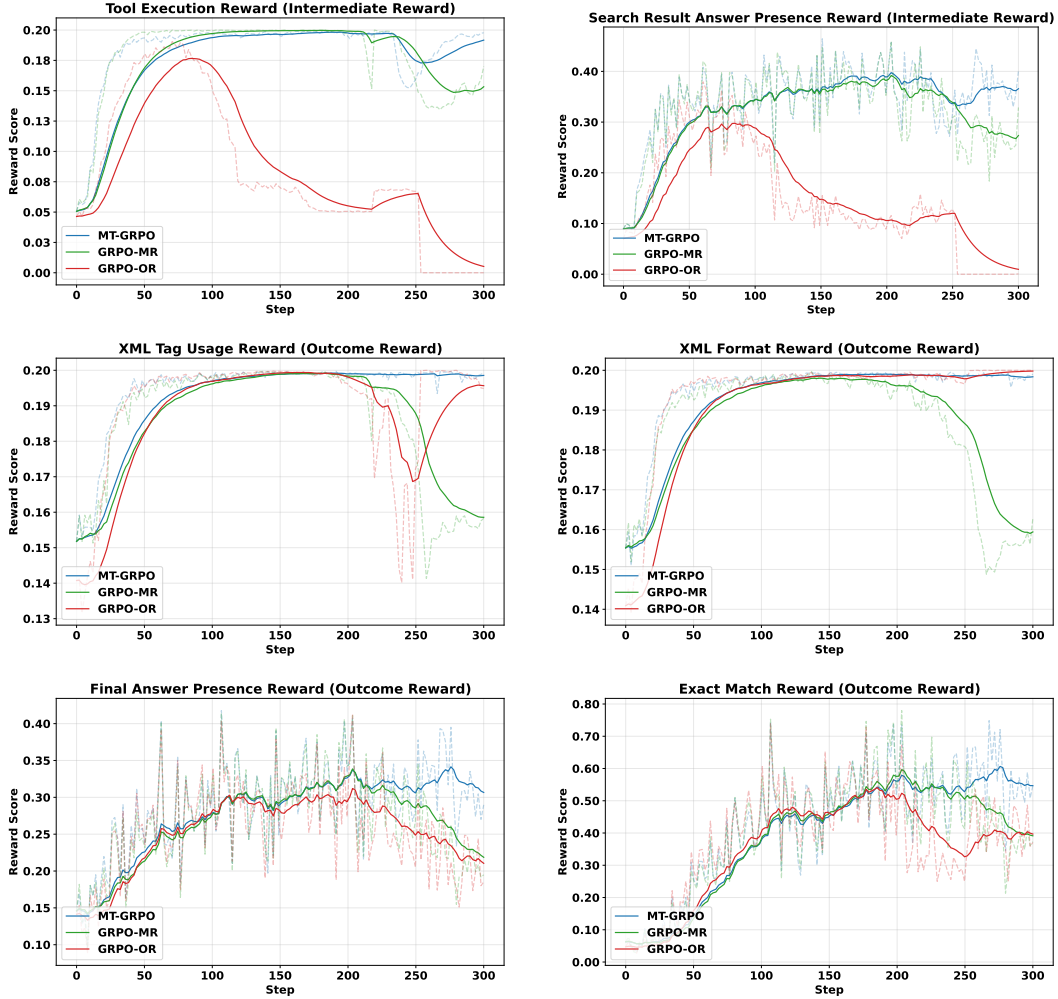 Tool Execution Reward (Intermediate Reward)
Reward Score
0.20
0.18
0.15
0.13
0.10
0.08
0.05
0.03
0.00
MT-GRPO
GRPO-MR
GRPO-OR
0 50 100 150 200 250 300
Step
Search Result Answer Presence Reward (Intermediate Reward)
Reward Score
0.40
0.30
0.20
0.10
0.00
MT-GRPO
GRPO-MR
GRPO-OR
0 50 100 150 200 250 300
Step
XML Tag Usage Reward (Outcome Reward)
Reward Score
0.20
0.19
0.18
0.17
0.16
0.15
0.14
0.13
MT-GRPO
GRPO-MR
GRPO-OR
0 50 100 150 200 250 300
Step
XML Format Reward (Outcome Reward)
Reward Score
0.20
0.19
0.18
0.17
0.16
0.15
0.14
MT-GRPO
GRPO-MR
GRPO-OR
0 50 100 150 200 250 300
Step
Final Answer Presence Reward (Outcome Reward)
Reward Score
0.40
0.35
0.30
0.25
0.20
0.15
0.10
MT-GRPO
GRPO-MR
GRPO-OR
0 50 100 150 200 250 300
Step
Exact Match Reward (Outcome Reward)
Reward Score
0.80
0.70
0.60
0.50
0.40
0.30
0.20
0.10
0.00
MT-GRPO
GRPO-MR
GRPO-OR
0 50 100 150 200 250 300
Step